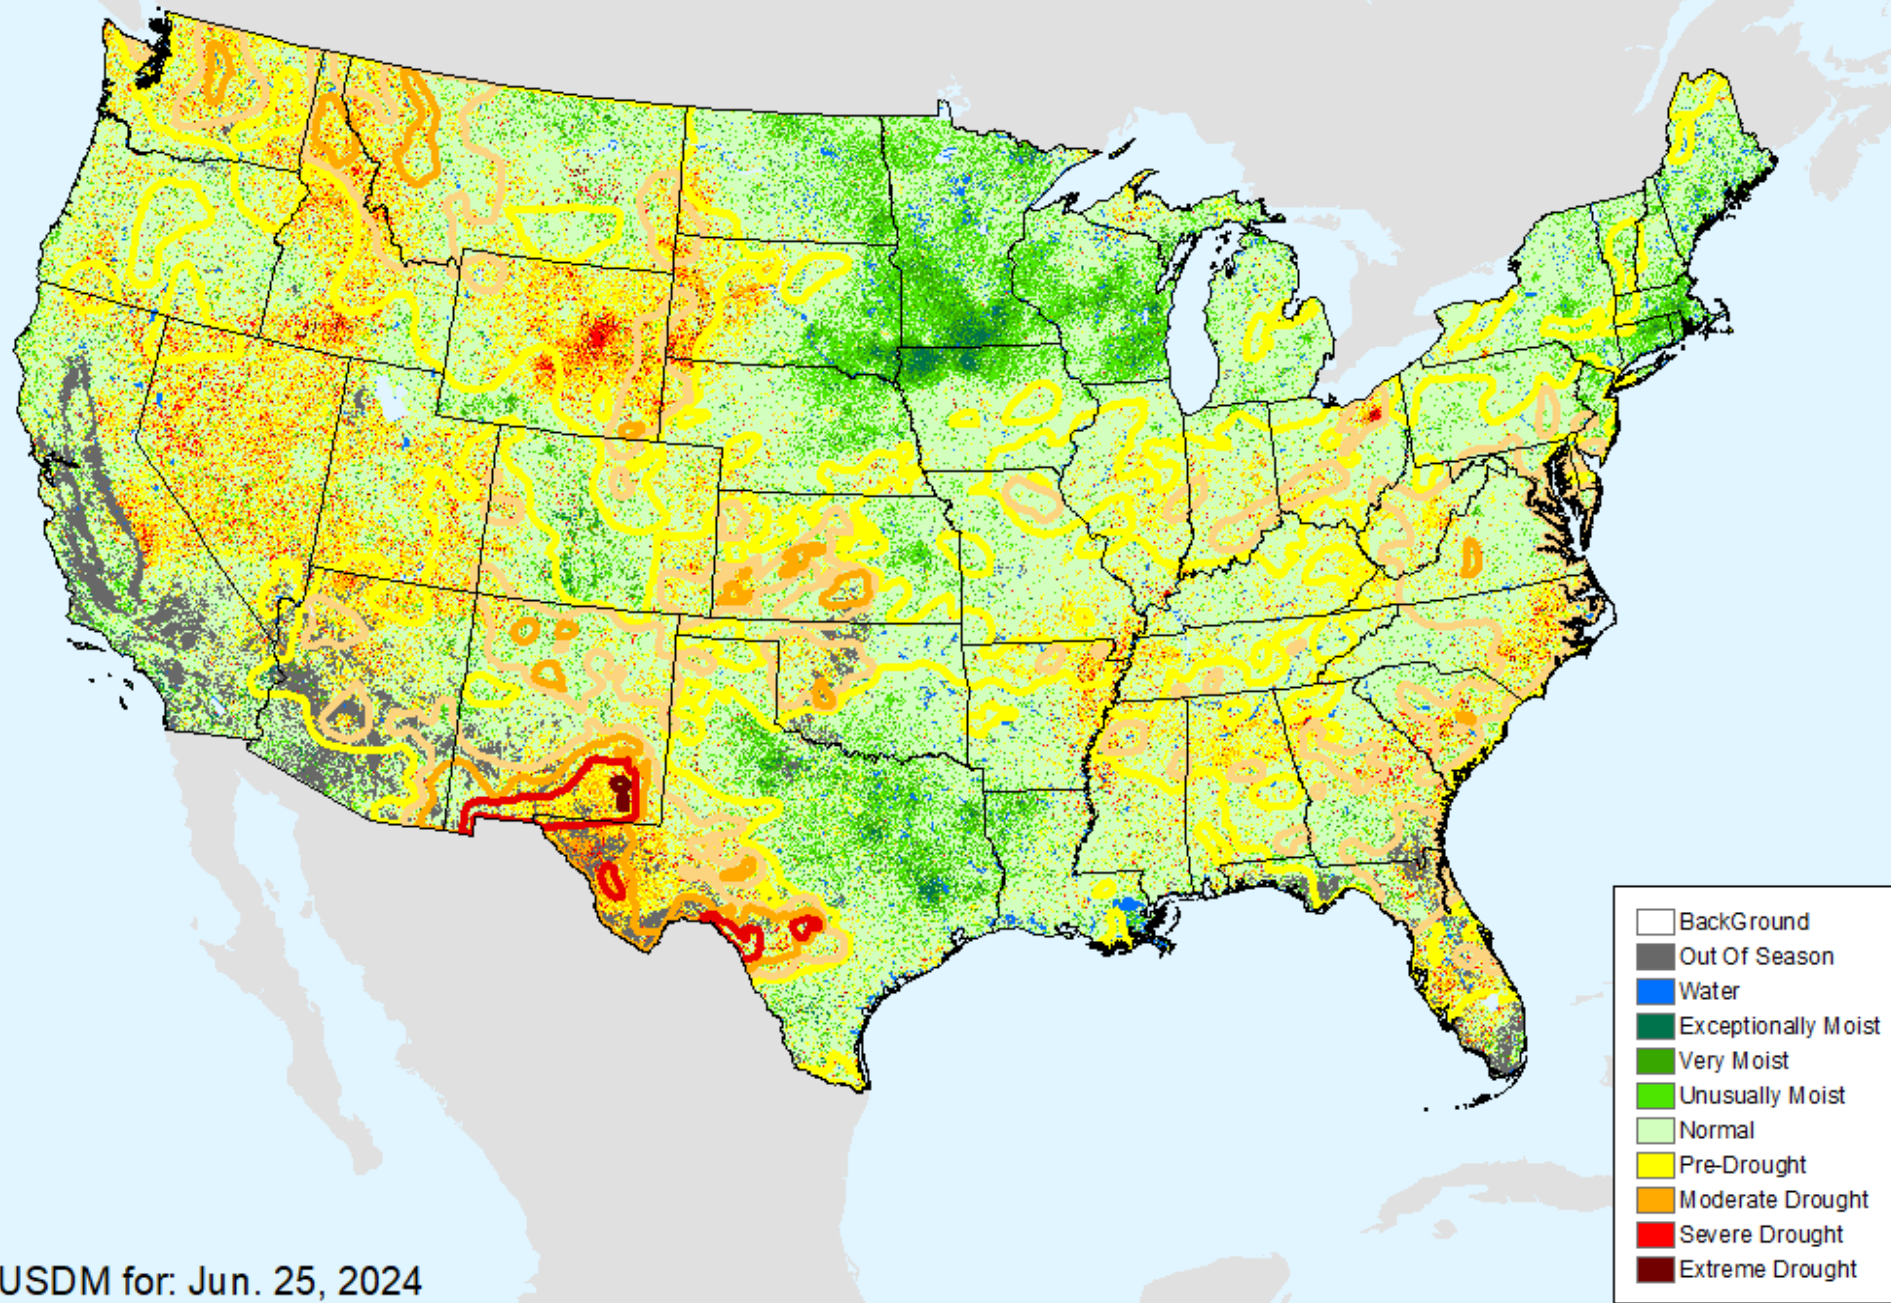 BackGround
Out Of Season
Water
Exceptionally Moist
Very Moist
Unusually Moist
Normal
Pre-Drought
Moderate Drought
Severe Drought
Extreme Drought
USDM for: Jun. 25, 2024